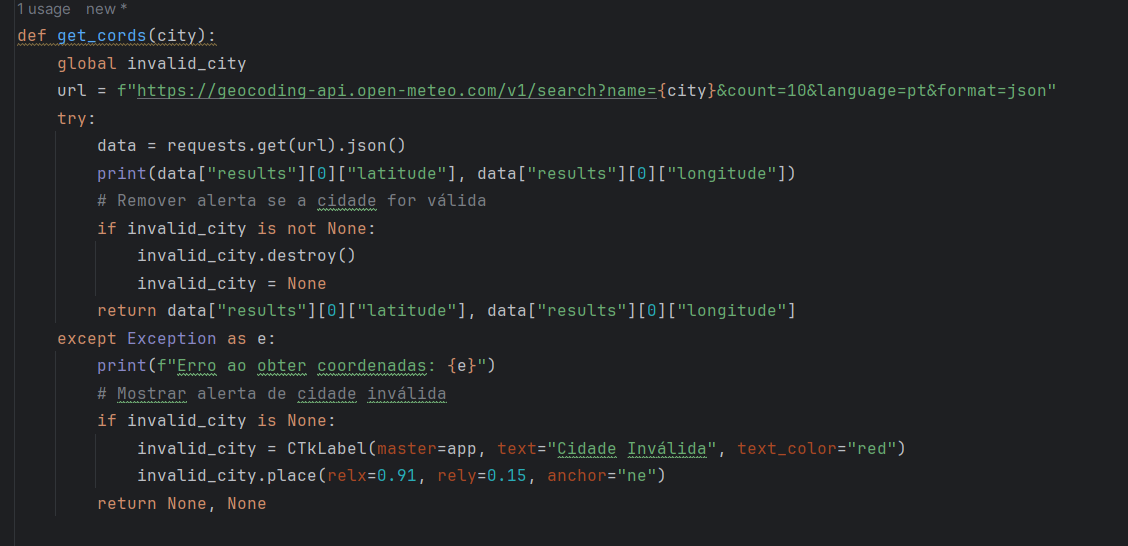 1 usage new *
def get_cords(city):
    global invalid_city
    url = f"https://geocoding-api.open-meteo.com/v1/search?name={city}&count=10&language=pt&format=json"
    try:
        data = requests.get(url).json()
        print(data["results"][0]["latitude"], data["results"][0]["longitude"])
        # Remover alerta se a cidade for válida
        if invalid_city is not None:
            invalid_city.destroy()
            invalid_city = None
        return data["results"][0]["latitude"], data["results"][0]["longitude"]
    except Exception as e:
        print(f"Erro ao obter coordenadas: {e}")
        # Mostrar alerta de cidade inválida
        if invalid_city is None:
            invalid_city = CTkLabel(master=app, text="Cidade Inválida", text_color="red")
            invalid_city.place(relx=0.91, rely=0.15, anchor="ne")
        return None, None